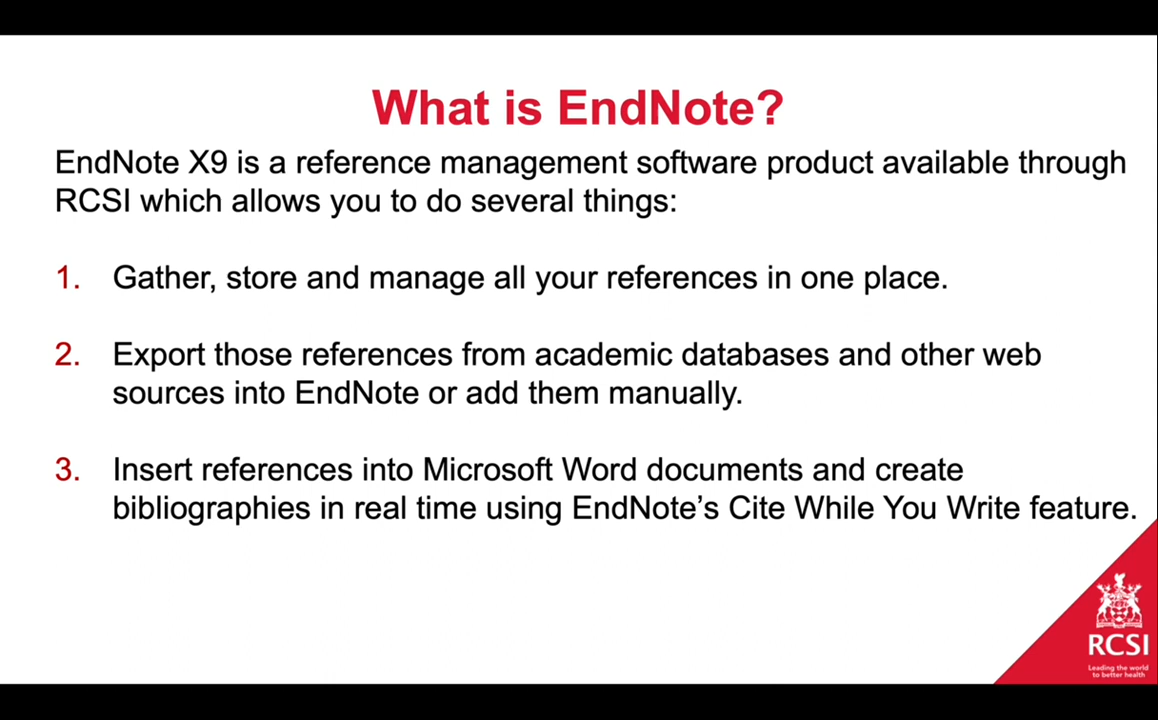 What is EndNote?
EndNote X9 is a reference management software product available through
RCSI which allows you to do several things:
1. Gather, store and manage all your references in one place.
2. Export those references from academic databases and other web
sources into EndNote or add them manually.
3. Insert references into Microsoft Word documents and create
bibliographies in real time using EndNote’s Cite While You Write feature.
RCSI
Leading the world
to better health